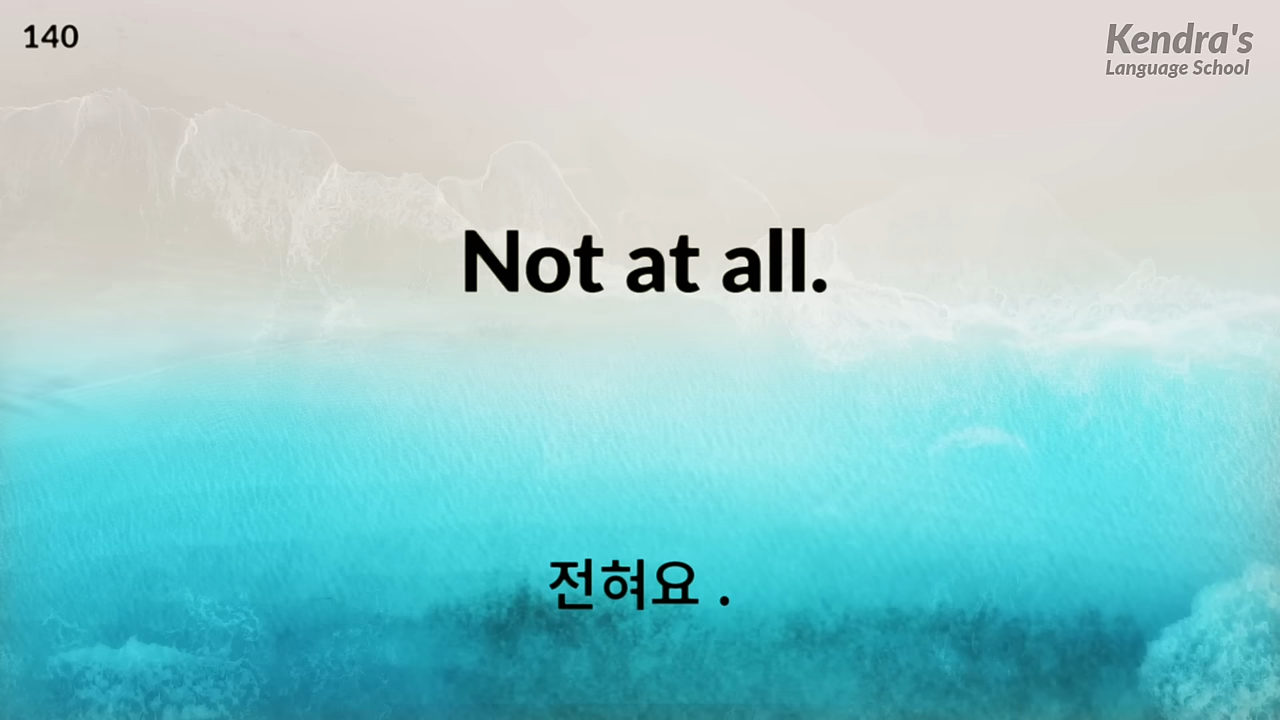 140
Kendra's
Language School
Not at all.
전혀요 .